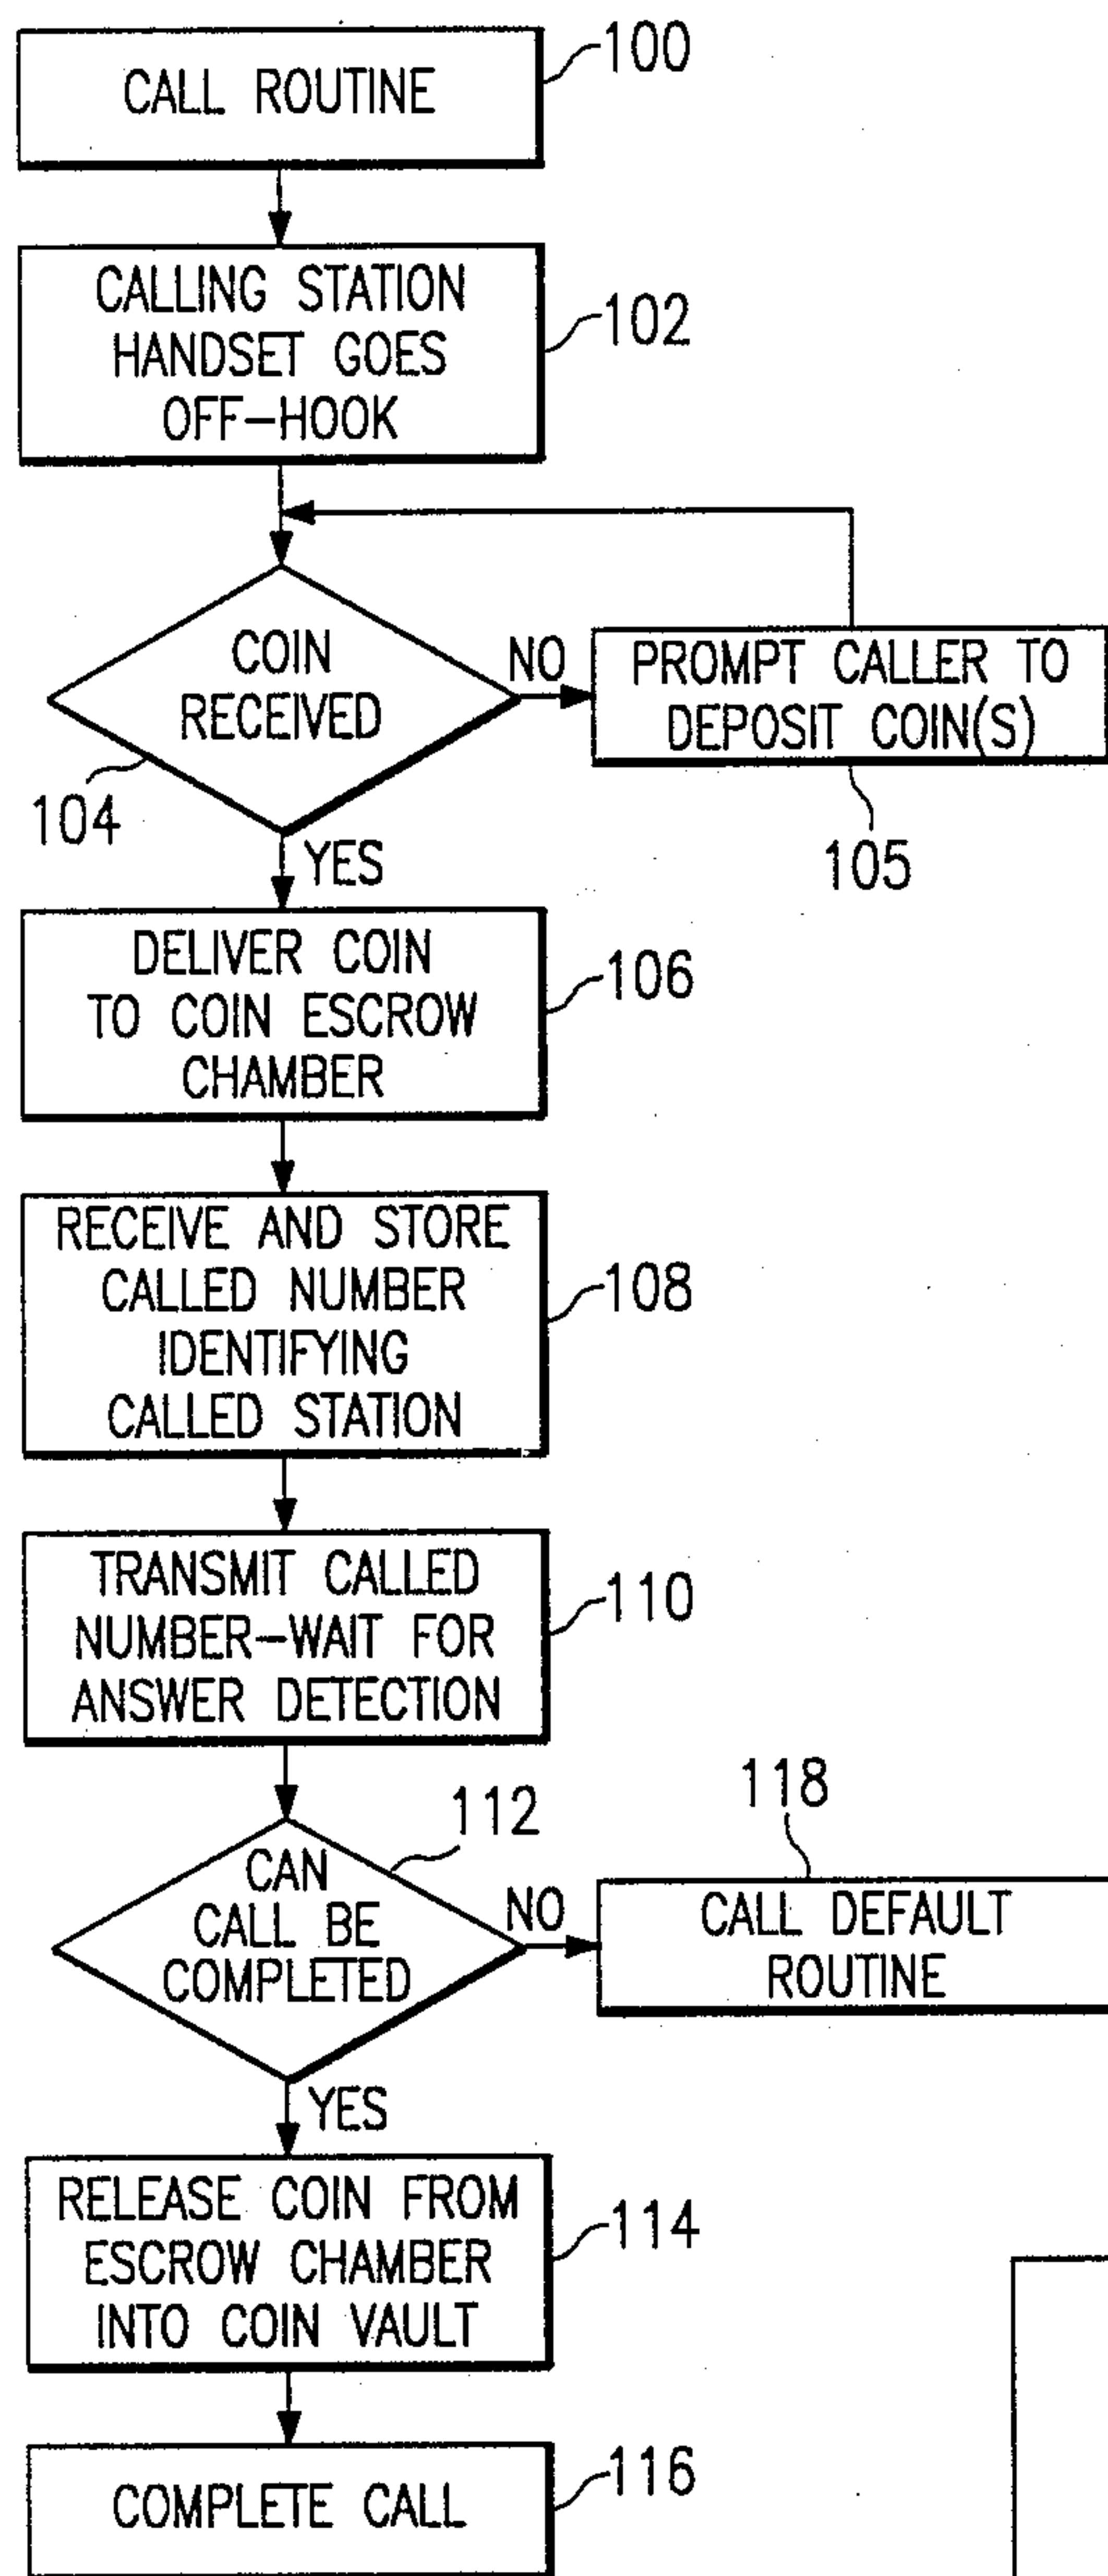 CALL ROUTINE
100
CALLING STATION
HANDSET GOES
OFF-HOOK
102
COIN
RECEIVED
104
NO
PROMPT CALLER TO
DEPOSIT COIN(S)
105
YES
DELIVER COIN
TO COIN ESCROW
CHAMBER
106
RECEIVE AND STORE
CALLED NUMBER
IDENTIFYING
CALLED STATION
108
TRANSMIT CALLED
NUMBER-WAIT FOR
ANSWER DETECTION
110
CAN
CALL BE
COMPLETED
112
NO
CALL DEFAULT
ROUTINE
118
YES
RELEASE COIN FROM
ESCROW CHAMBER
INTO COIN VAULT
114
COMPLETE CALL
116